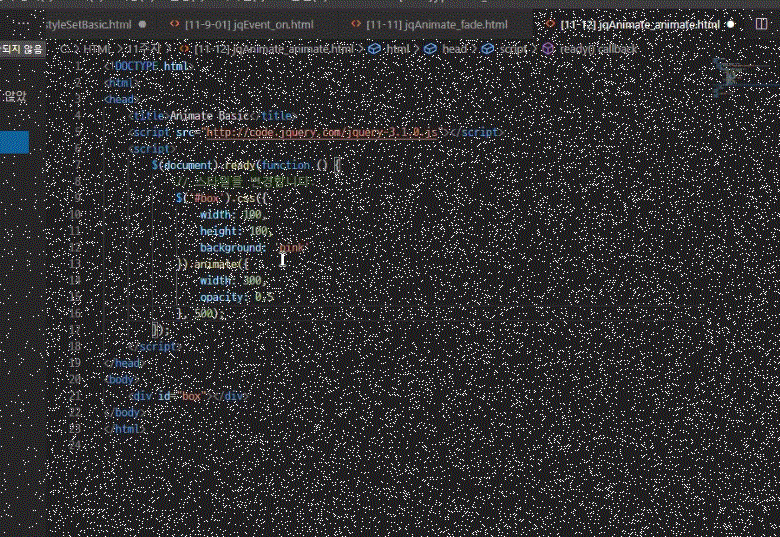 ··· tyleSetBasic.html ● <> [11-9-01] jqEvent_on.html <> [11-11] jqAnimate_fade.html <> [11-12] jqAnimate_animate.html ●
되지 않음 > HTML > 11주차 > <> [11-12] jqAnimate_animate.html > html > head > script > ready() callback
않았
1 <!DOCTYPE html>
2 <html>
3 <head>
4 <title>Animate Basic</title>
5 <script src="http://code.jquery.com/jquery-3.1.0.js"></script>
6 <script>
7 $(document).ready(function () {
8 //
9 $('#box').css({
10 width: 100,
11 height: 100,
12 background: 'pink'
13 }).animate({
14 width: 300,
15 opacity: 0.5
16 }, 500);
17 });
18 </script>
19 </head>
20 <body>
21 <div id="box"></div>
22 </body>
23 </html>
24